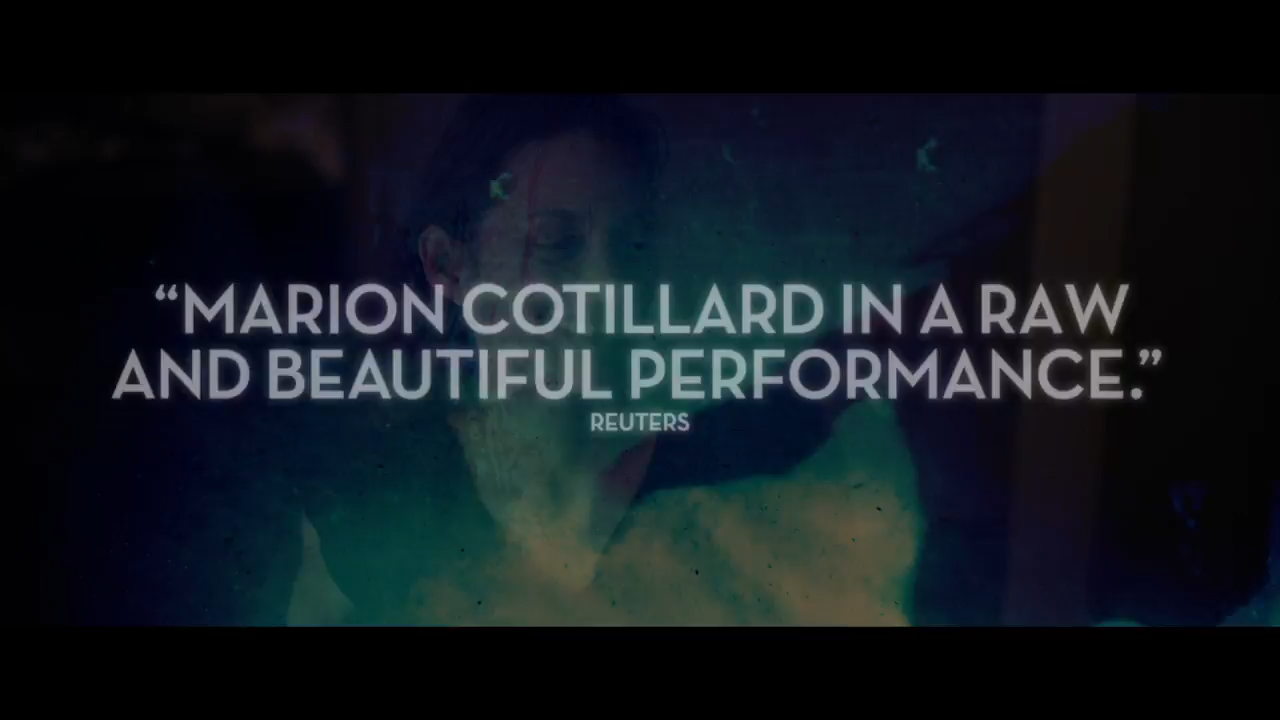 “MARION COTILLARD IN A RAW
AND BEAUTIFUL PERFORMANCE.”
REUTERS